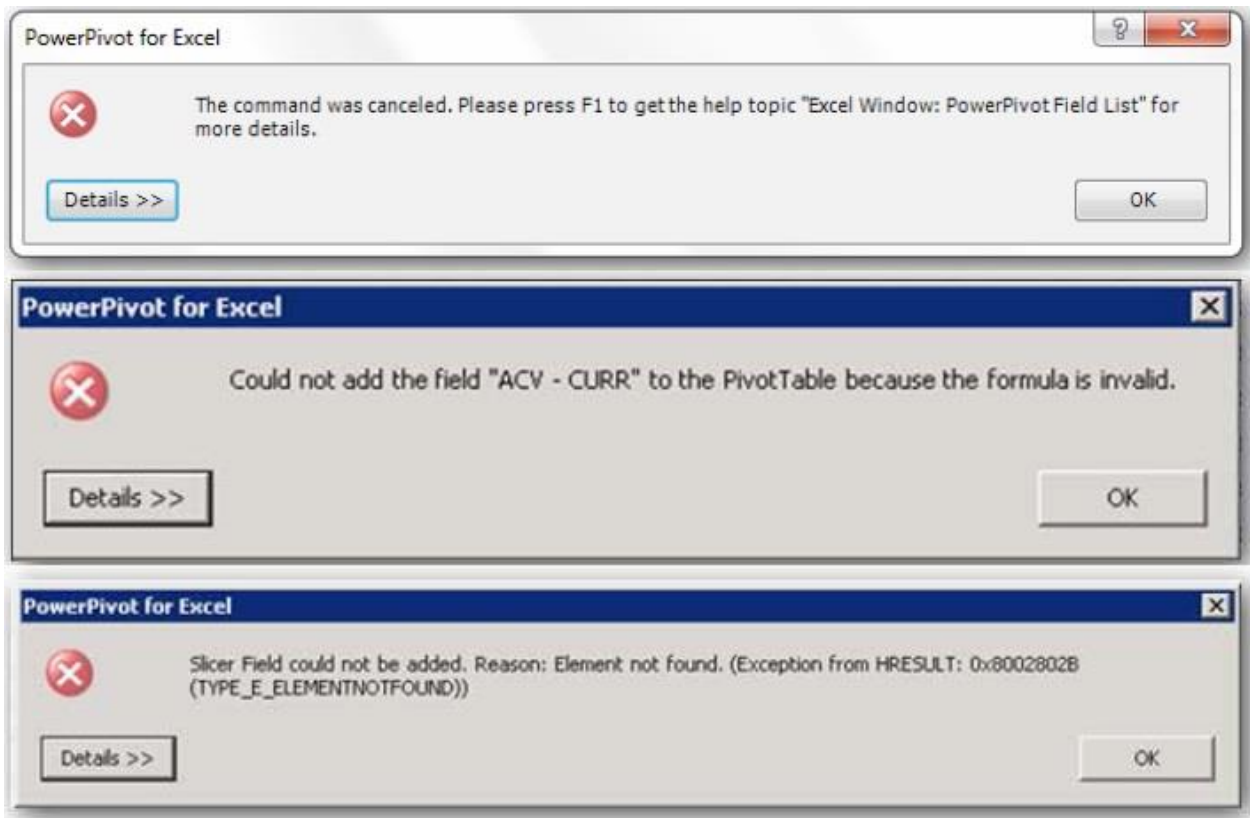 PowerPivot for Excel
The command was canceled. Please press F1 to get the help topic "Excel Window: PowerPivot Field List" for
more details.
Details >>
OK
PowerPivot for Excel
Could not add the field "ACV - CURR" to the PivotTable because the formula is invalid.
Details >>
OK
PowerPivot for Excel
Slicer Field could not be added. Reason: Element not found. (Exception from HRESULT: 0x8002802B
(TYPE_E_ELEMENTNOTFOUND))
Details >>
OK